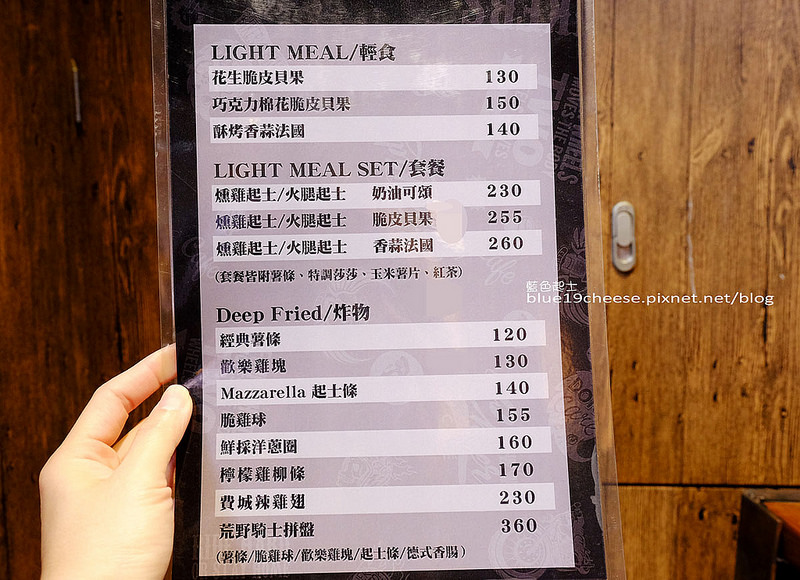 LIGHT MEAL/輕食
花生脆皮貝果 130
巧克力棉花脆皮貝果 150
酥烤香蒜法國 140
LIGHT MEAL SET/套餐
燻雞起士/火腿起士 奶油可頌 230
燻雞起士/火腿起士 脆皮貝果 255
燻雞起士/火腿起士 香蒜法國 260
(套餐皆附薯條、特調莎莎、玉米薯片、紅茶)
藍色起士
blue19cheese.pixnet.net/blog
Deep Fried/炸物
經典薯條 120
歡樂雞塊 130
Mazzarella 起士條 140
脆雞球 155
鮮採洋蔥圈 160
檸檬雞柳條 170
費城辣雞翅 230
荒野騎士拼盤 360
(薯條/脆雞球/歡樂雞塊/起士條/德式香腸)